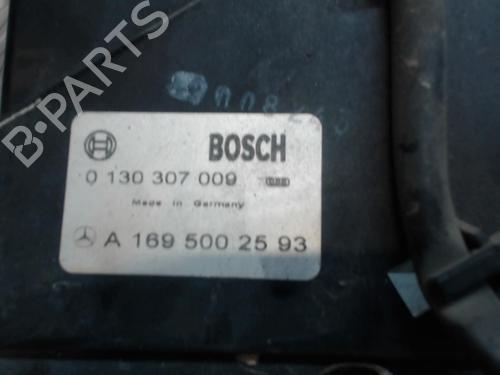 BOSCH
0 130 307 009
Made in Germany
A 169 500 25 93
B-PARTS